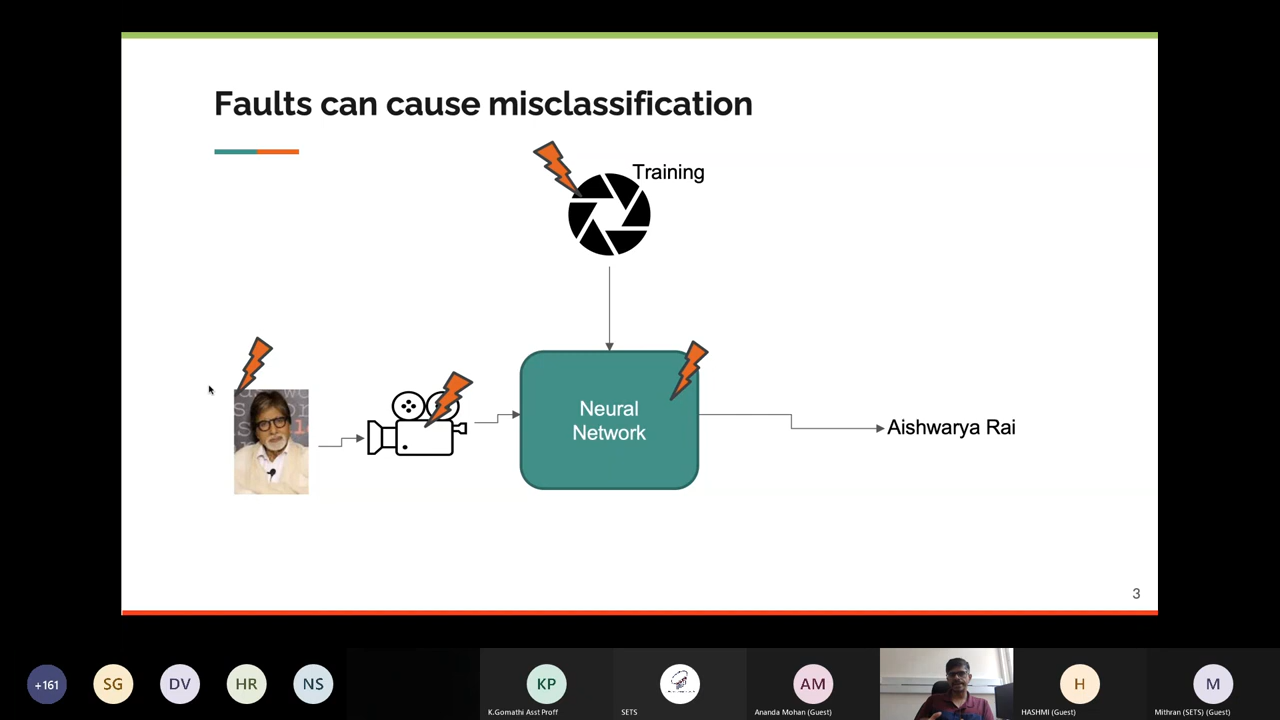 Faults can cause misclassification
Training
Neural
Network
Aishwarya Rai
3
+161
SG
DV
HR
NS
KP
AM
H
M
K.Gomathi Asst Proff
SETS
Ananda Mohan (Guest)
HASHMI (Guest)
Mithran (SETS) (Guest)